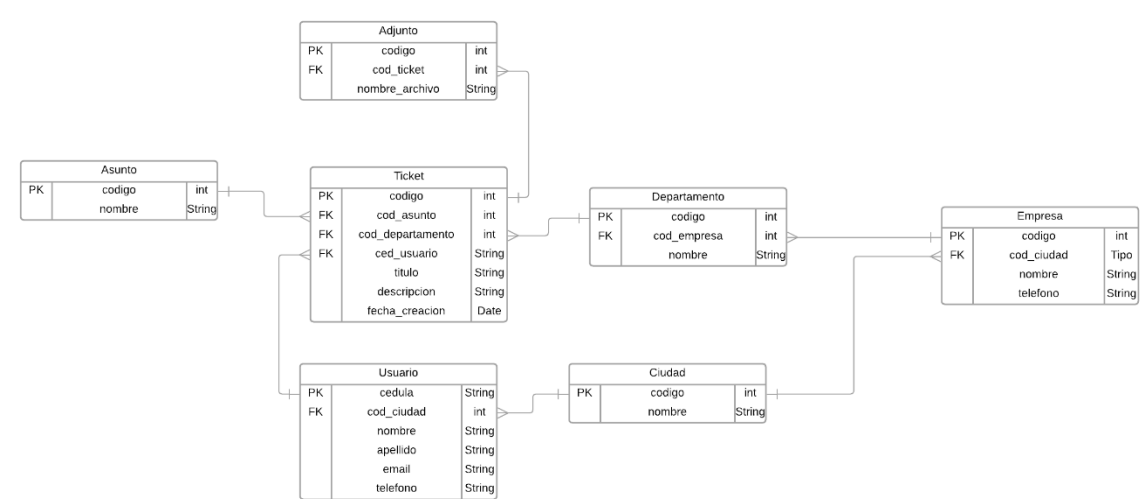 Adjunto
PK codigo int
FK cod_ticket int
nombre_archivo String
Asunto
PK codigo int
nombre String
Ticket
PK codigo int
FK cod_asunto int
FK cod_departamento int
FK ced_usuario String
titulo String
descripcion String
fecha_creacion Date
Departamento
PK codigo int
FK cod_empresa int
nombre String
Empresa
PK codigo int
FK cod_ciudad Tipo
nombre String
telefono String
Usuario
PK cedula String
FK cod_ciudad int
nombre String
apellido String
email String
telefono String
Ciudad
PK codigo int
nombre String